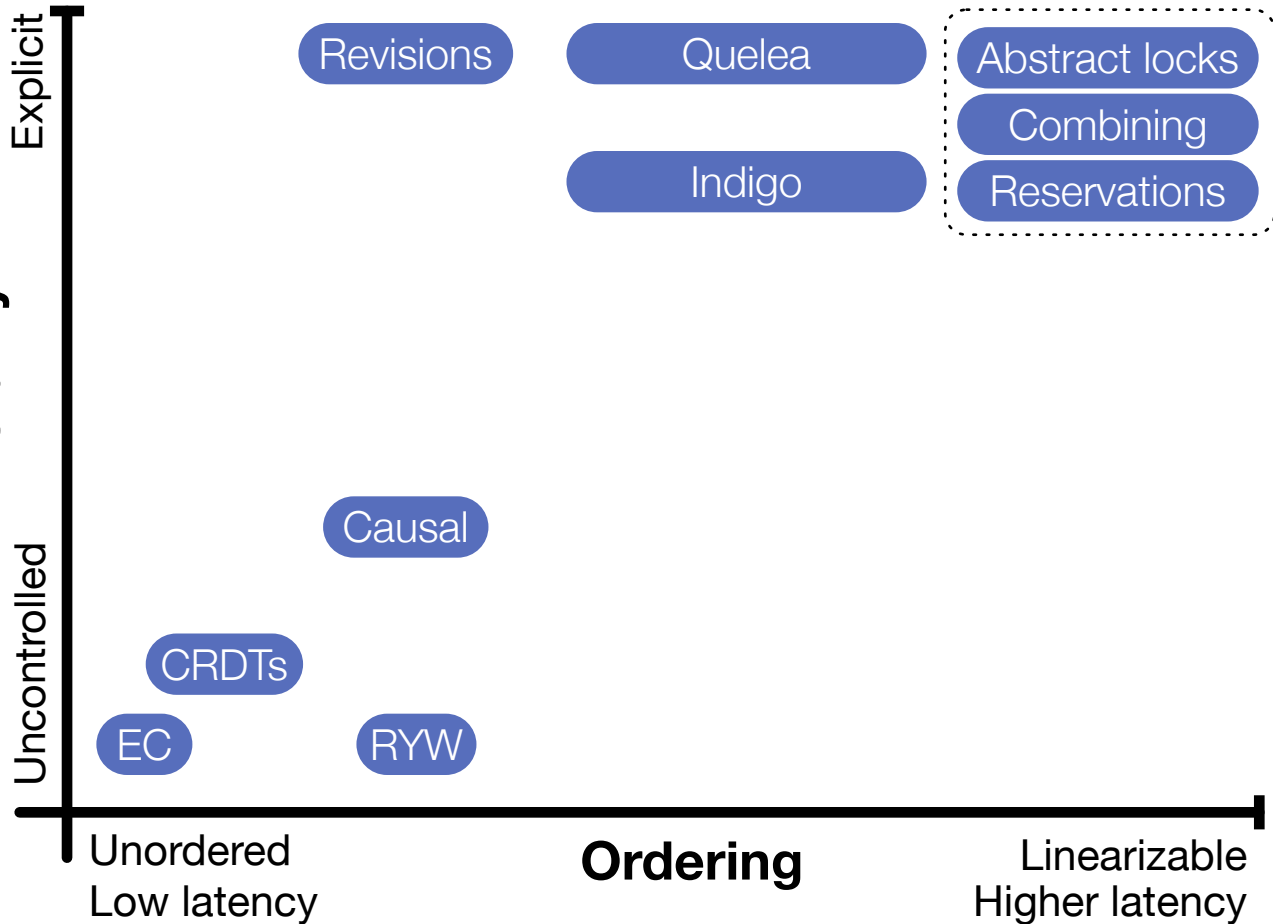 Explicit
Revisions
Quelea
Abstract locks
Combining
Indigo
Reservations
Causal
Uncontrolled
CRDTs
EC
RYW
Unordered
Low latency
Ordering
Linearizable
Higher latency